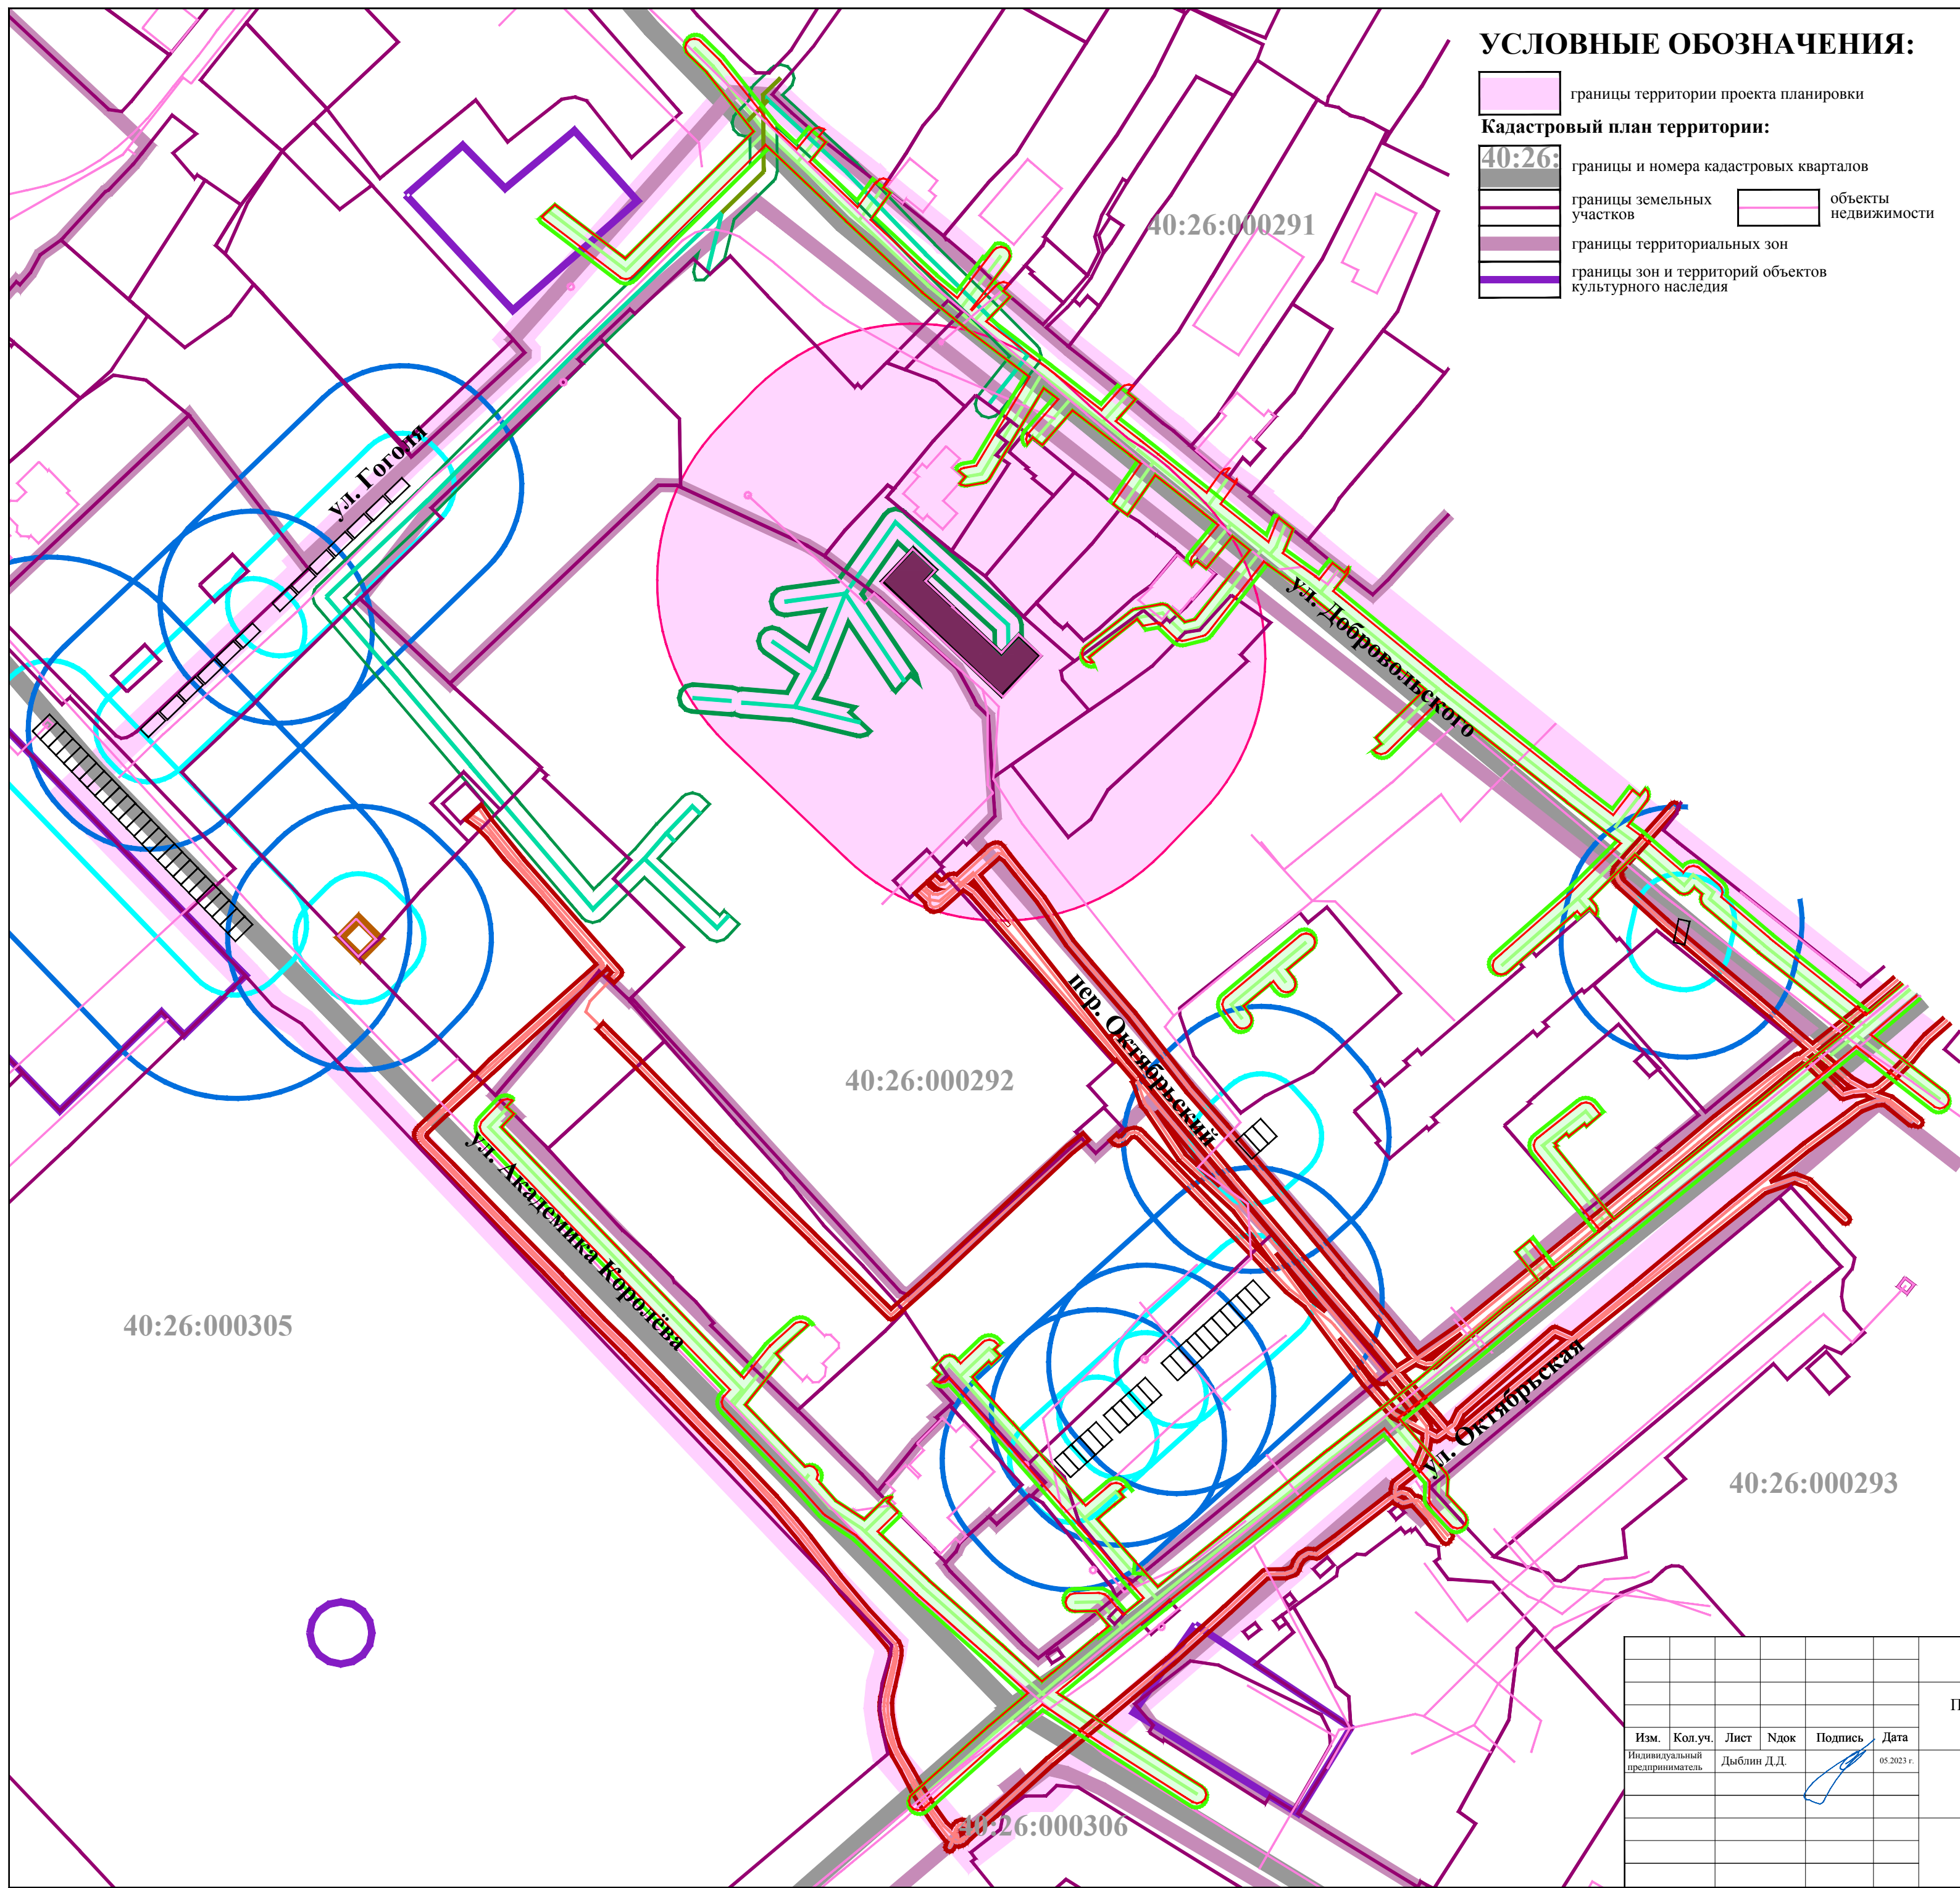 УСЛОВНЫЕ ОБОЗНАЧЕНИЯ:
границы территории проекта планировки
Кадастровый план территории:
40:26:
границы и номера кадастровых кварталов
границы земельных
участков
объекты
недвижимости
границы территориальных зон
границы зон и территорий объектов
культурного наследия
40:26:000291
ул. Гоголя
ул. Добровольского
пер. Октябрьский
40:26:000292
ул. Академика Королёва
40:26:000305
ул. Октябрьская
40:26:000293
40:26:000306
П
Изм. Кол.уч. Лист Nдок Подпись Дата
Индивидуальный
предприниматель
Дыблин Д.Д.
05.2023 г.